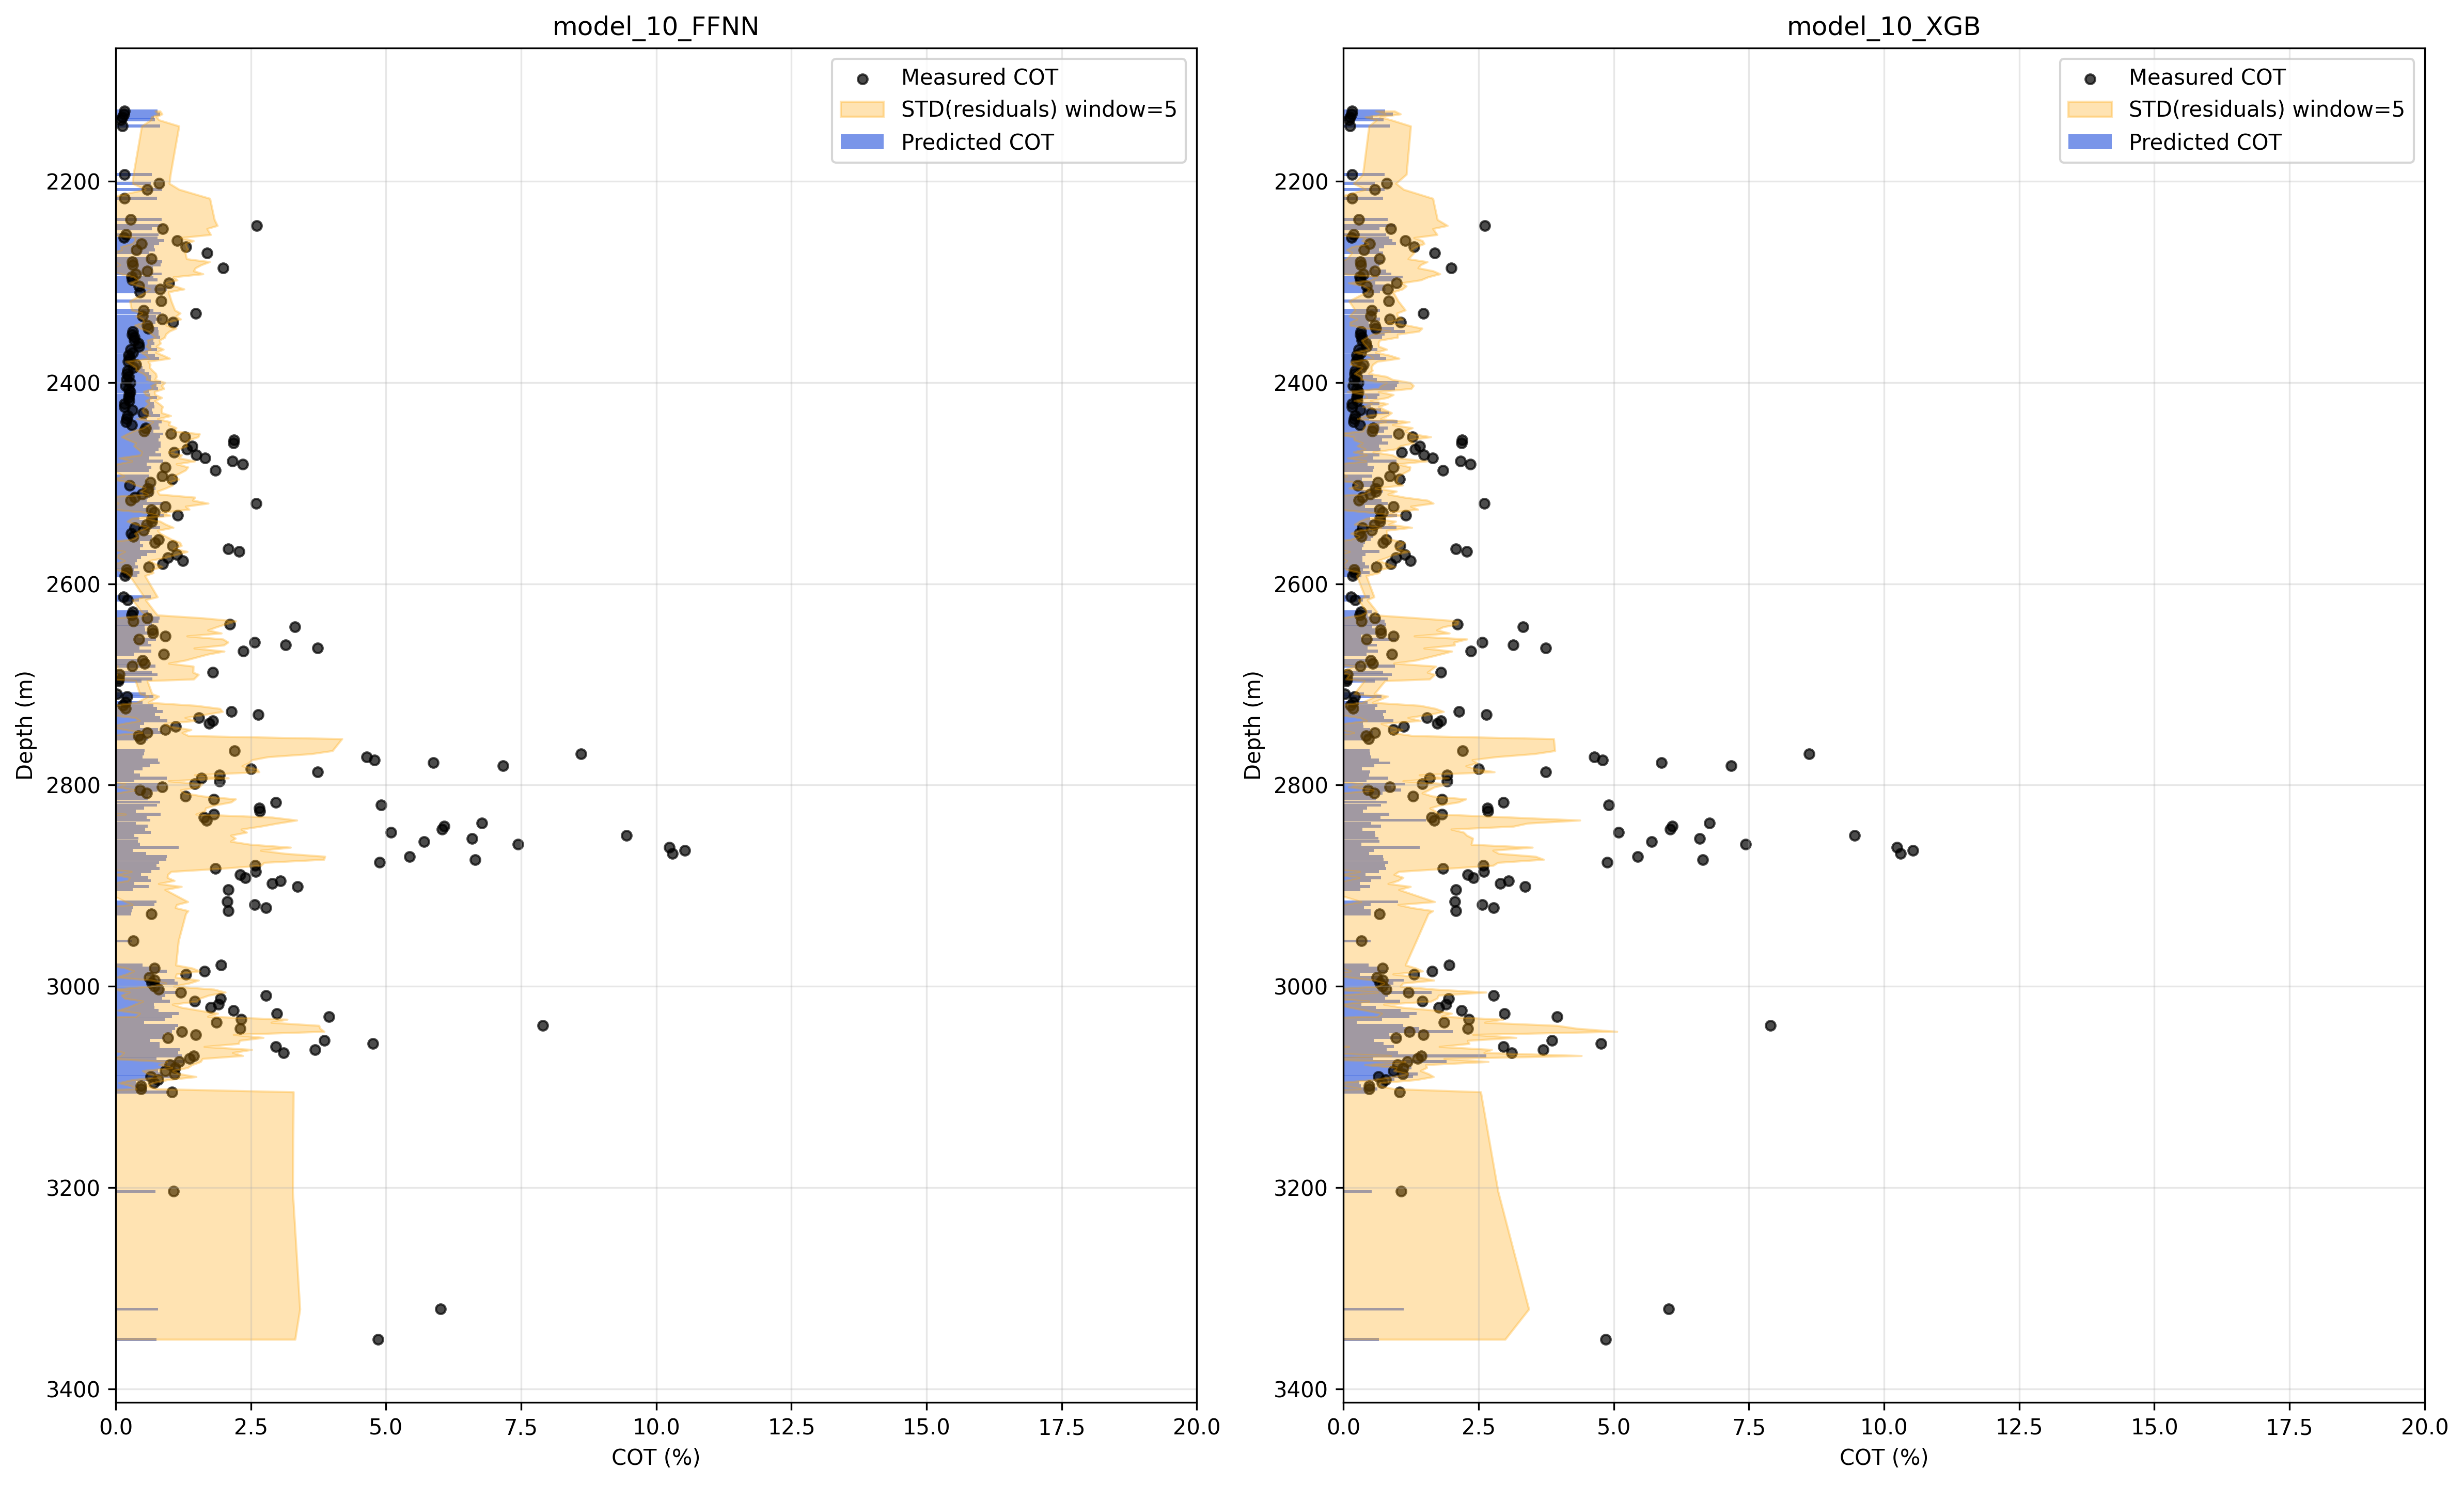 model_10_FFNN
Measured COT
STD(residuals) window=5
Predicted COT
2200
2400
2600
2800
3000
3200
3400
Depth (m)
0.0 2.5 5.0 7.5 10.0 12.5 15.0 17.5 20.0
COT (%)
model_10_XGB
Measured COT
STD(residuals) window=5
Predicted COT
2200
2400
2600
2800
3000
3200
3400
Depth (m)
0.0 2.5 5.0 7.5 10.0 12.5 15.0 17.5 20.0
COT (%)